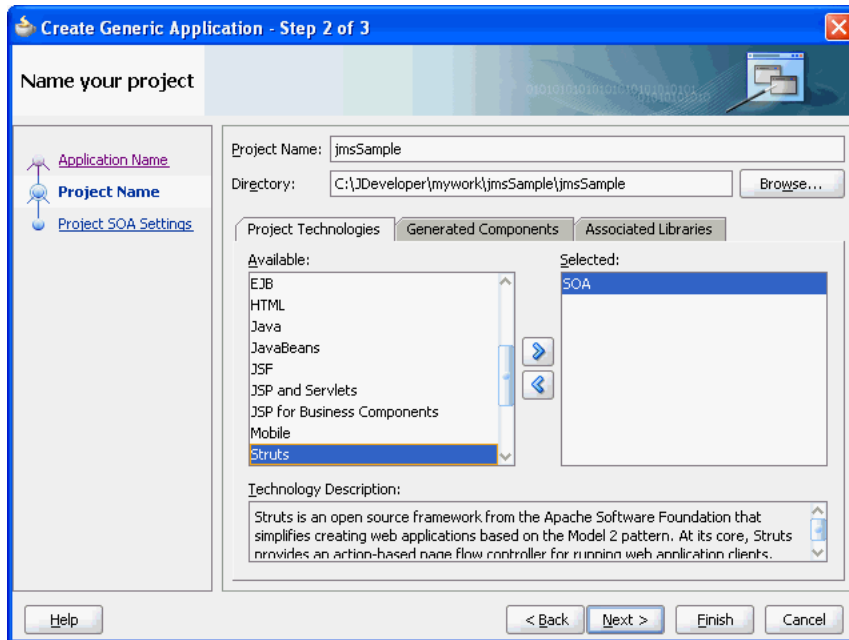 Create Generic Application - Step 2 of 3
Name your project
Application Name
Project Name
Project SOA Settings
Project Name: jmsSample
Directory: C:\JDeveloper\mywork\jmsSample\jmsSample Browse...
Project Technologies Generated Components Associated Libraries
Available: Selected:
EJB SOA
HTML
Java
JavaBeans
JSF
JSP and Servlets
JSP for Business Components
Mobile
Struts
Technology Description:
Struts is an open source framework from the Apache Software Foundation that
simplifies creating web applications based on the Model 2 pattern. At its core, Struts
provides an action-based page flow controller for running web application clients.
Help < Back Next > Finish Cancel